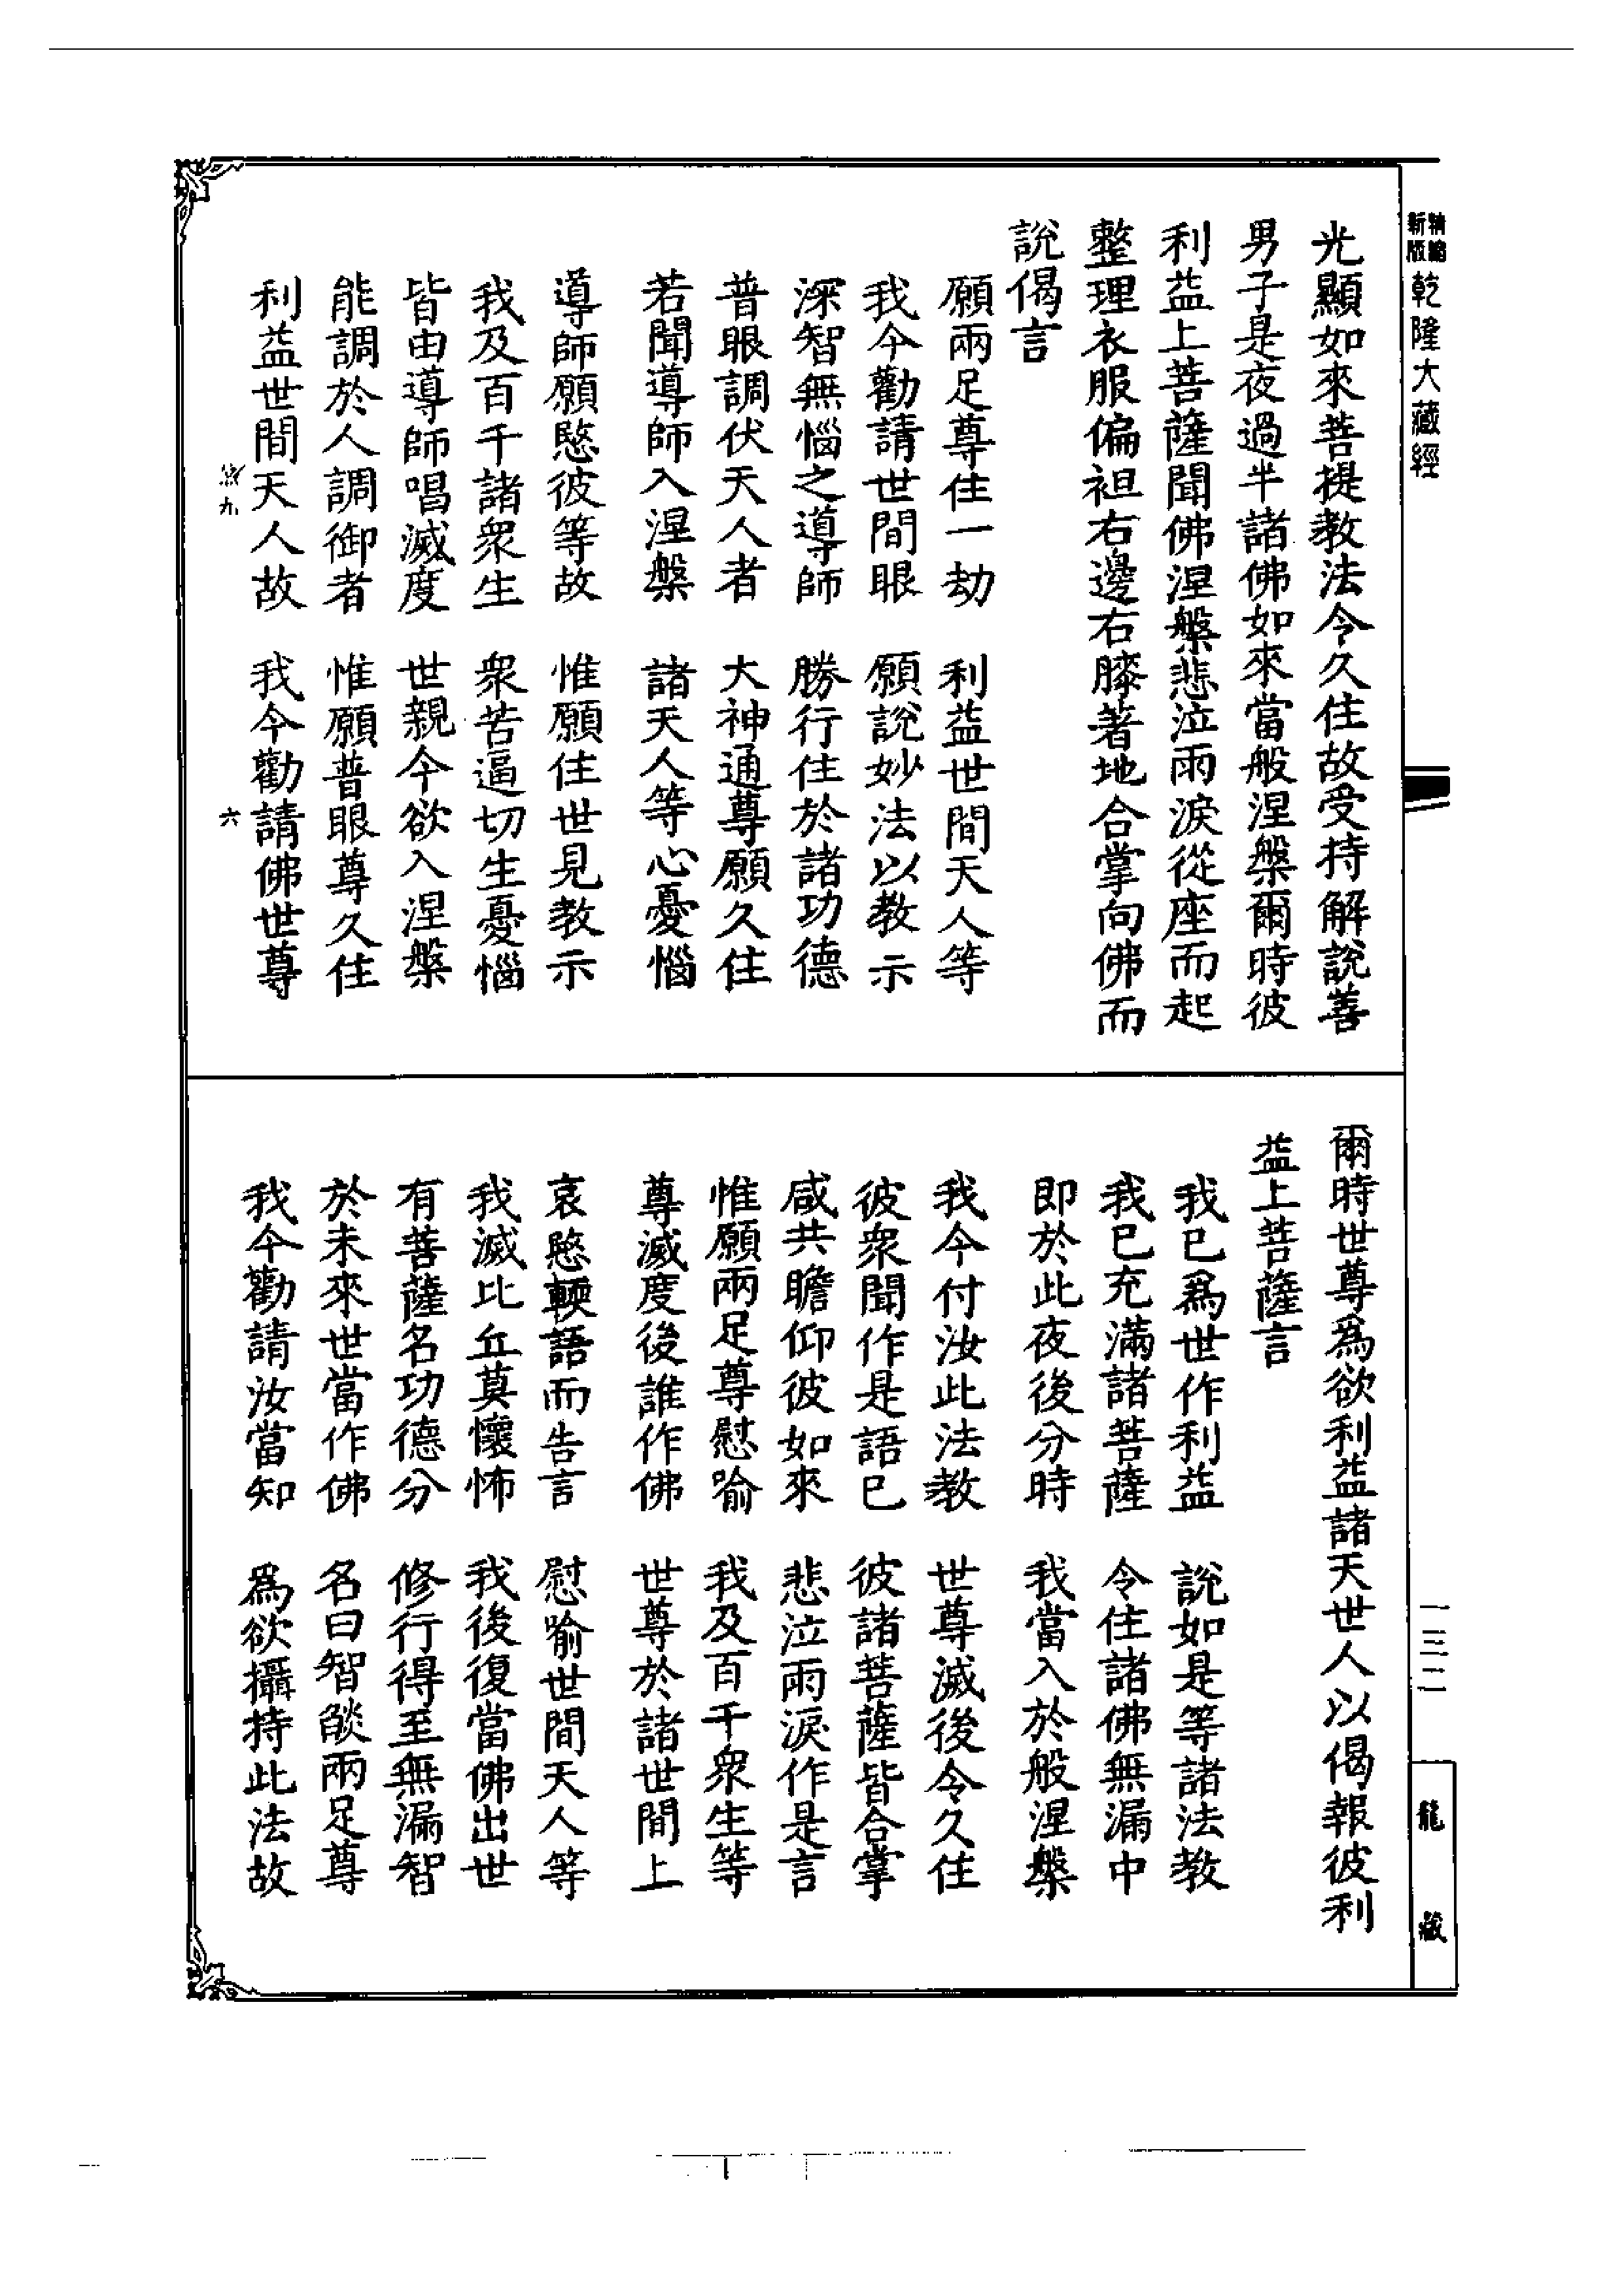 精縮新版 乾隆大藏經
光顯如來菩提教法令久住故受持解說善
男子是夜過半諸佛如來當般涅槃爾時彼
利益上菩薩聞佛涅槃悲泣雨淚從座而起
整理衣服偏袒右邊右膝著地合掌向佛而
說偈言
願兩足尊住一劫 利益世間天人等
我今勸請世間眼 願說妙法以教示
深智無惱之導師 勝行住於諸功德
普眼調伏天人者 大神通尊願久住
若聞導師入涅槃 諸天人等心憂惱
導師願愍彼等故 惟願住世見教示
我及百千諸衆生 衆苦逼切生憂惱
皆由導師唱滅度 世親今欲入涅槃
能調於人調御者 惟願普眼尊久住
利益世間天人故 我今勸請佛世尊
九 六
爾時世尊爲欲利益諸天世人以偈報彼利
益上菩薩言
我已爲世作利益 說如是等諸法教
我已充滿諸菩薩 令住諸佛無漏中
即於此夜後分時 我當入於般涅槃
我今付汝此法教 世尊滅後令久住
彼衆聞作是語已 彼諸菩薩皆合掌
咸共瞻仰彼如來 悲泣雨淚作是言
惟願兩足尊慰喻 我及百千衆生等
尊滅度後誰作佛 世尊於諸世間上
哀愍輭語而告言 慰喻世間天人等
我滅比丘莫懷怖 我後復當佛出世
有菩薩名功德分 修行得至無漏智
於未來世當作佛 名曰智燄兩足尊
我今勸請汝當知 爲欲攝持此法故
一三二
龍藏